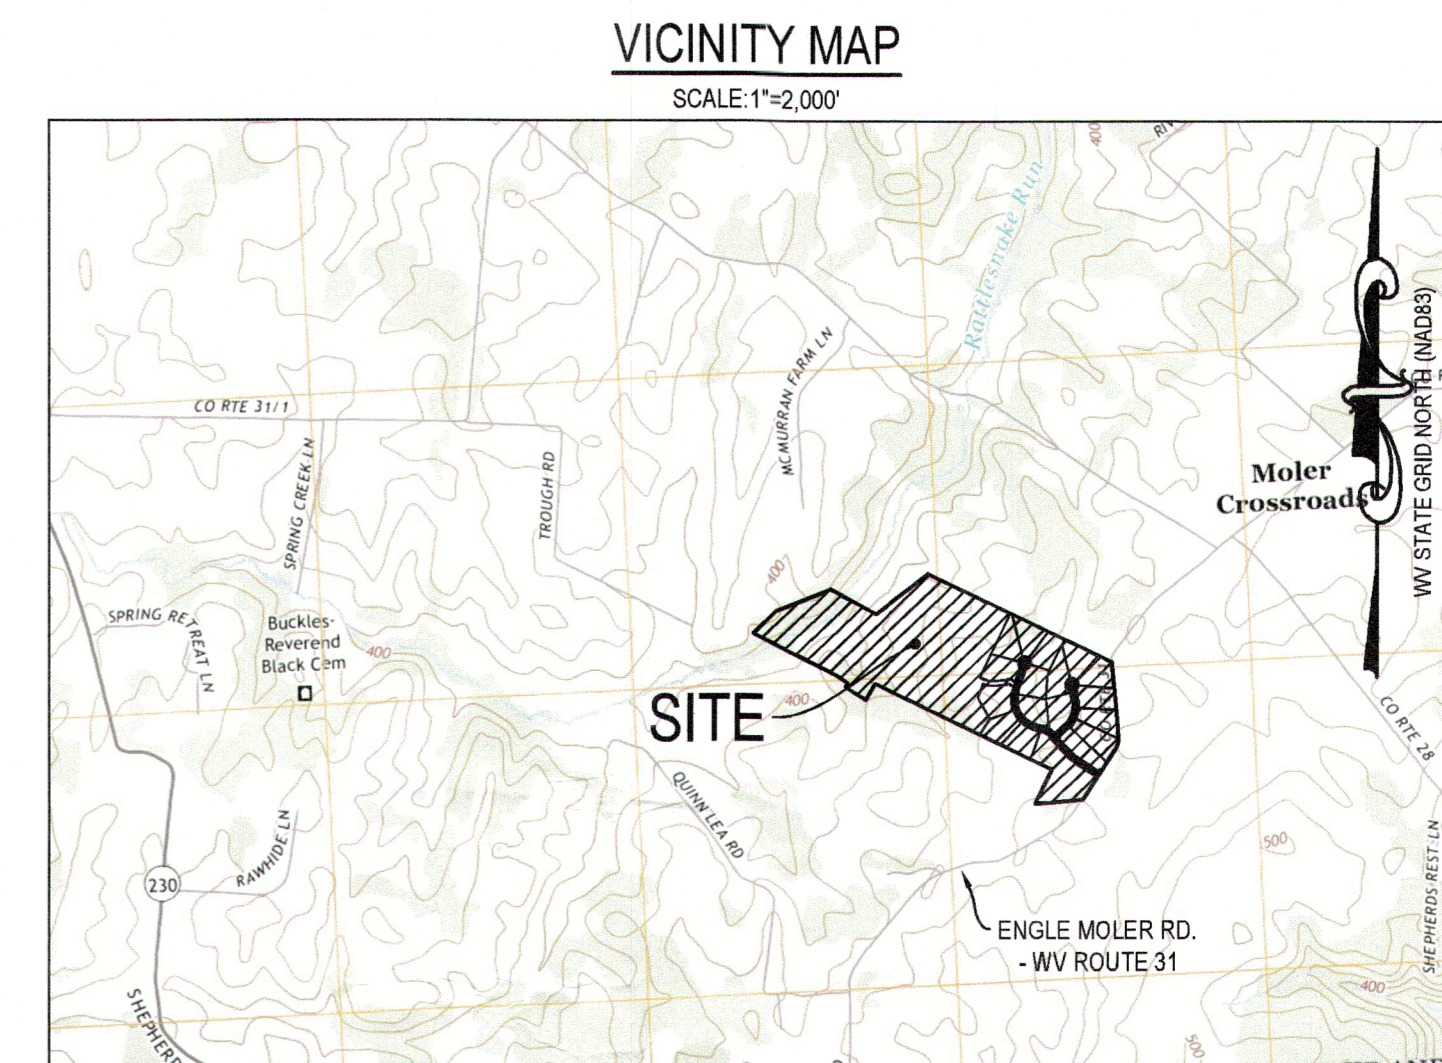 VICINITY MAP
SCALE:1"=2,000'
400
Rattlesnake Run
MCMURRAN FARM LN
WV STATE GRID NORTH (NAD83)
CO RTE 31/1
SPRING CREEK LN
TROUGH RD
Moler
Crossroads
400
SPRING RETREAT LN
Buckles-
Reverend
Black Cem
400
SITE
400
CO RTE 28
QUINN LEA RD
RAWHIDE LN
500
SHEPHERDS REST LN
230
ENGLE MOLER RD.
- WV ROUTE 31
400
500